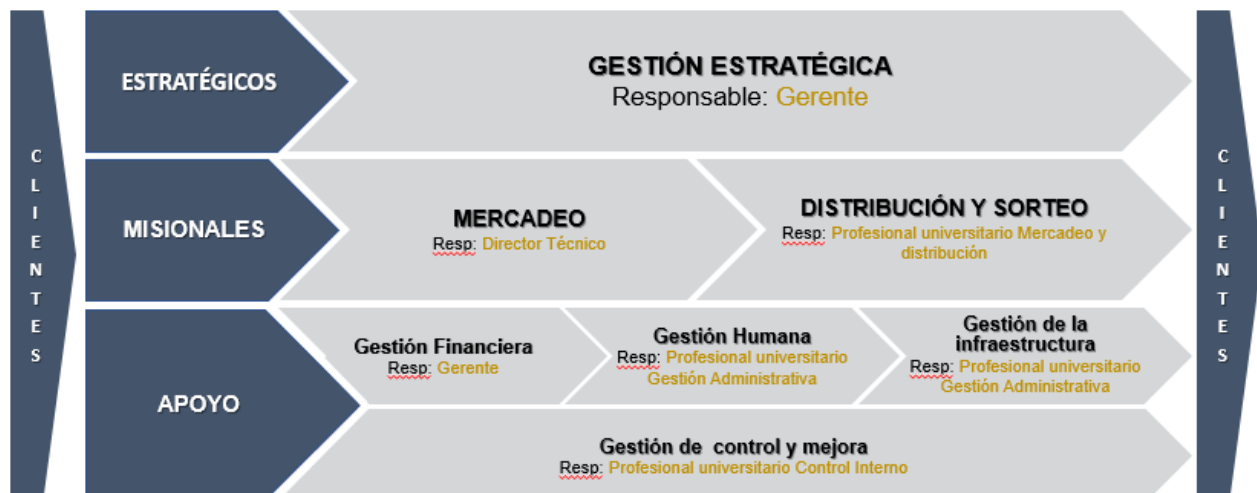 CLIENTES
ESTRATÉGICOS
GESTIÓN ESTRATÉGICA
Responsable: Gerente
MISIONALES
MERCADEO
Resp: Director Técnico
DISTRIBUCIÓN Y SORTEO
Resp: Profesional universitario Mercadeo y
distribución
APOYO
Gestión Financiera
Resp: Gerente
Gestión Humana
Resp: Profesional universitario
Gestión Administrativa
Gestión de la
infraestructura
Resp: Profesional universitario
Gestión Administrativa
Gestión de control y mejora
Resp: Profesional universitario Control Interno
CLIENTES